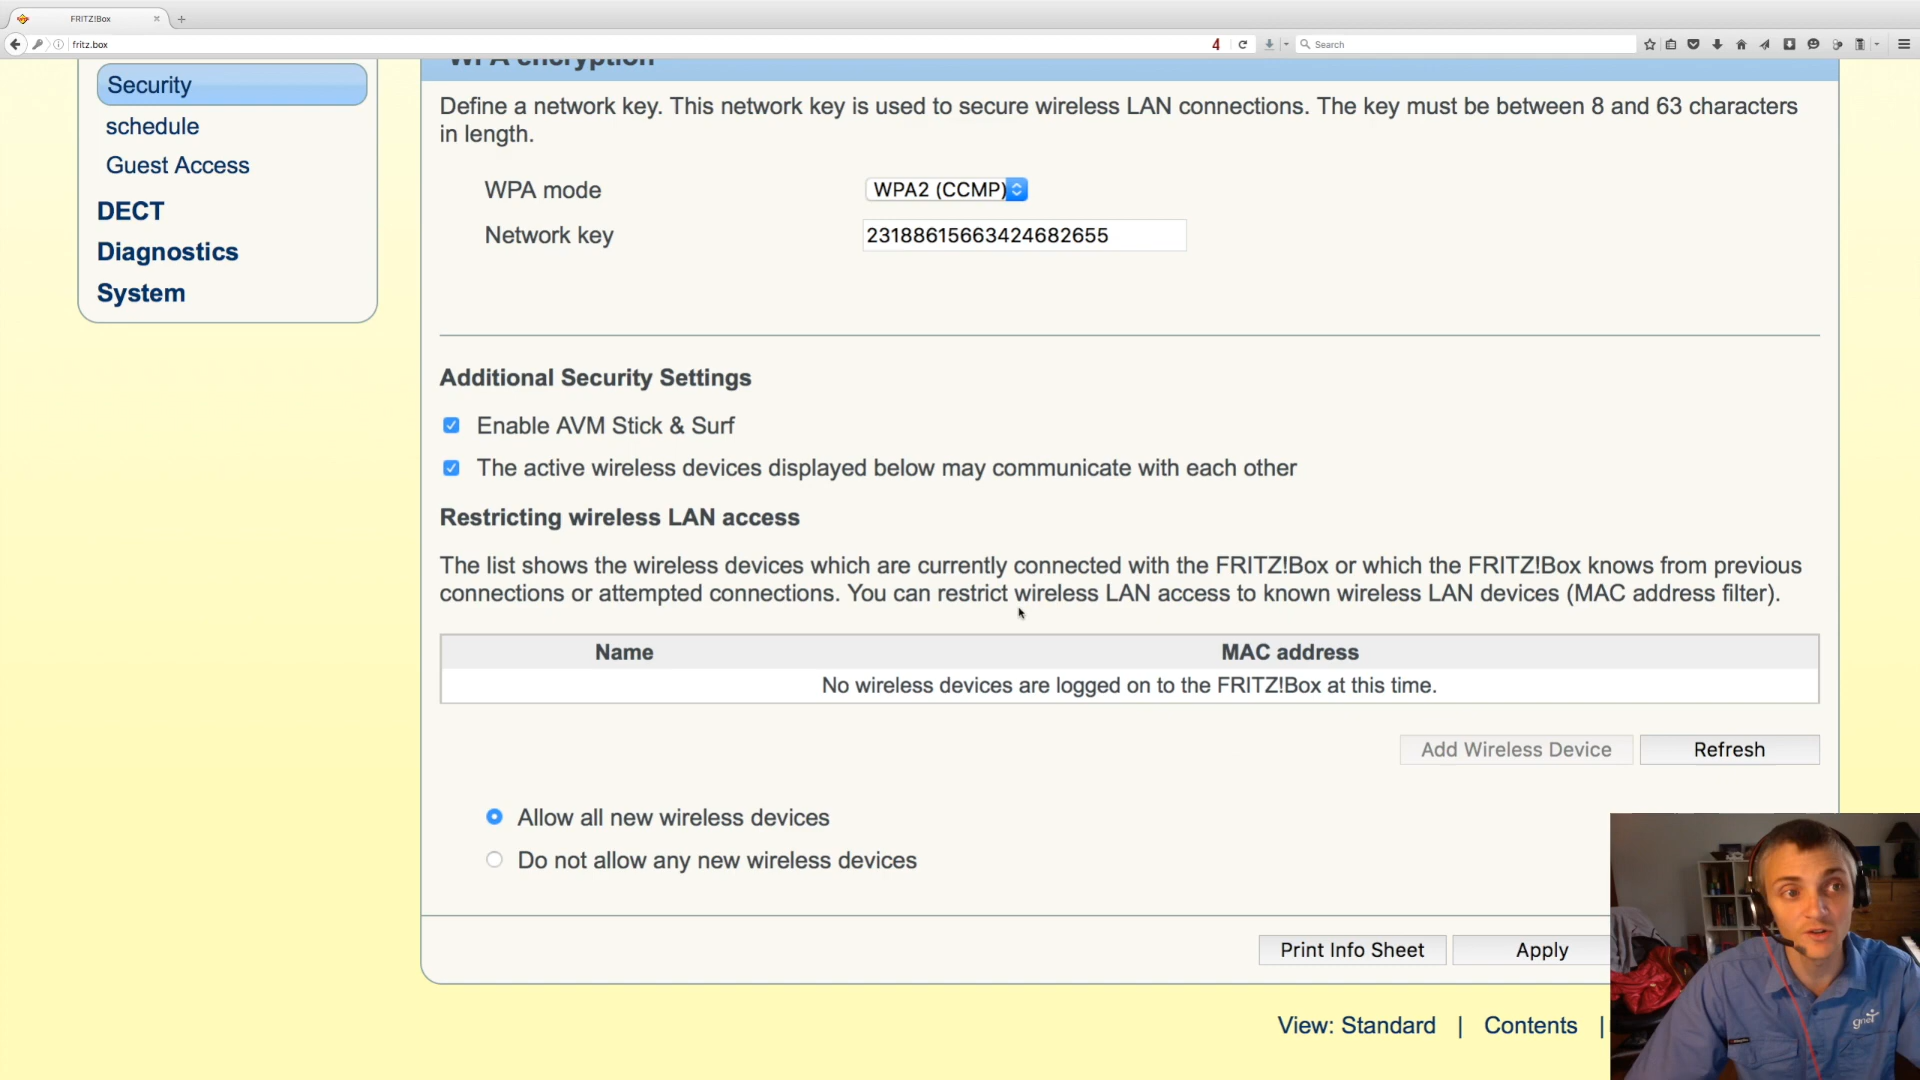 FRITZ!Box
fritz.box
4
Search
WPA encryption
Security
schedule
Guest Access
DECT
Diagnostics
System
Define a network key. This network key is used to secure wireless LAN connections. The key must be between 8 and 63 characters
in length.
WPA mode
WPA2 (CCMP)
Network key
23188615663424682655
Additional Security Settings
Enable AVM Stick & Surf
The active wireless devices displayed below may communicate with each other
Restricting wireless LAN access
The list shows the wireless devices which are currently connected with the FRITZ!Box or which the FRITZ!Box knows from previous
connections or attempted connections. You can restrict wireless LAN access to known wireless LAN devices (MAC address filter).
Name MAC address
No wireless devices are logged on to the FRITZ!Box at this time.
Add Wireless Device Refresh
Allow all new wireless devices
Do not allow any new wireless devices
Print Info Sheet Apply
View: Standard | Contents |
gnet